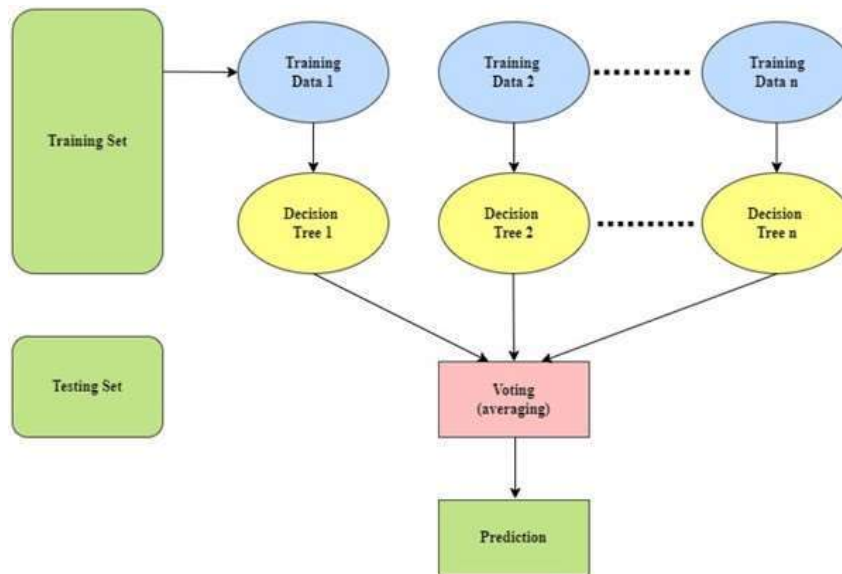 Training Set
Training
Data 1
Training
Data 2
Training
Data n
Decision
Tree 1
Decision
Tree 2
Decision
Tree n
Testing Set
Voting
(averaging)
Prediction